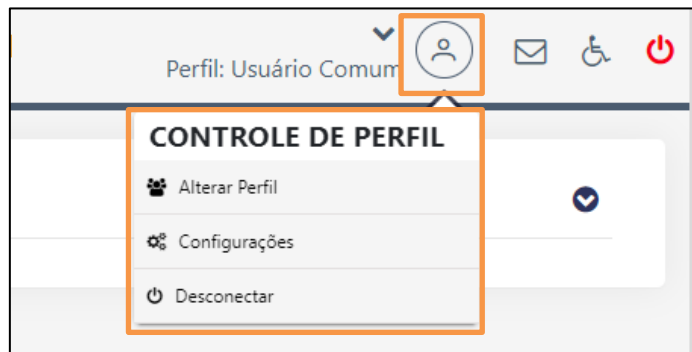 Perfil: Usuário Comum
CONTROLE DE PERFIL
Alterar Perfil
Configurações
Desconectar